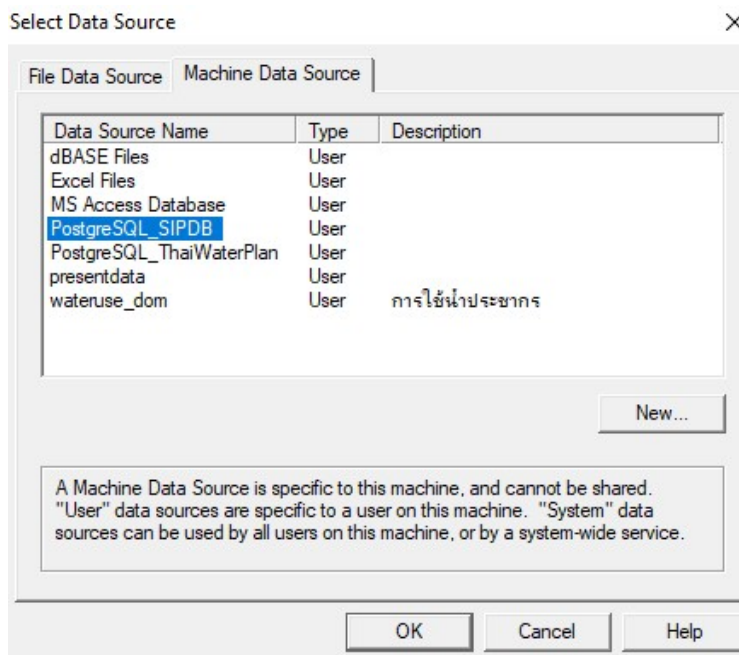 Select Data Source
File Data Source Machine Data Source
Data Source Name Type Description
dBASE Files User
Excel Files User
MS Access Database User
PostgreSQL_SIPDB User
PostgreSQL_ThaiWaterPlan User
presentdata User
wateruse_dom User การใช้น้ำประชากร
New...
A Machine Data Source is specific to this machine, and cannot be shared.
"User" data sources are specific to a user on this machine. "System" data
sources can be used by all users on this machine, or by a system-wide service.
OK Cancel Help